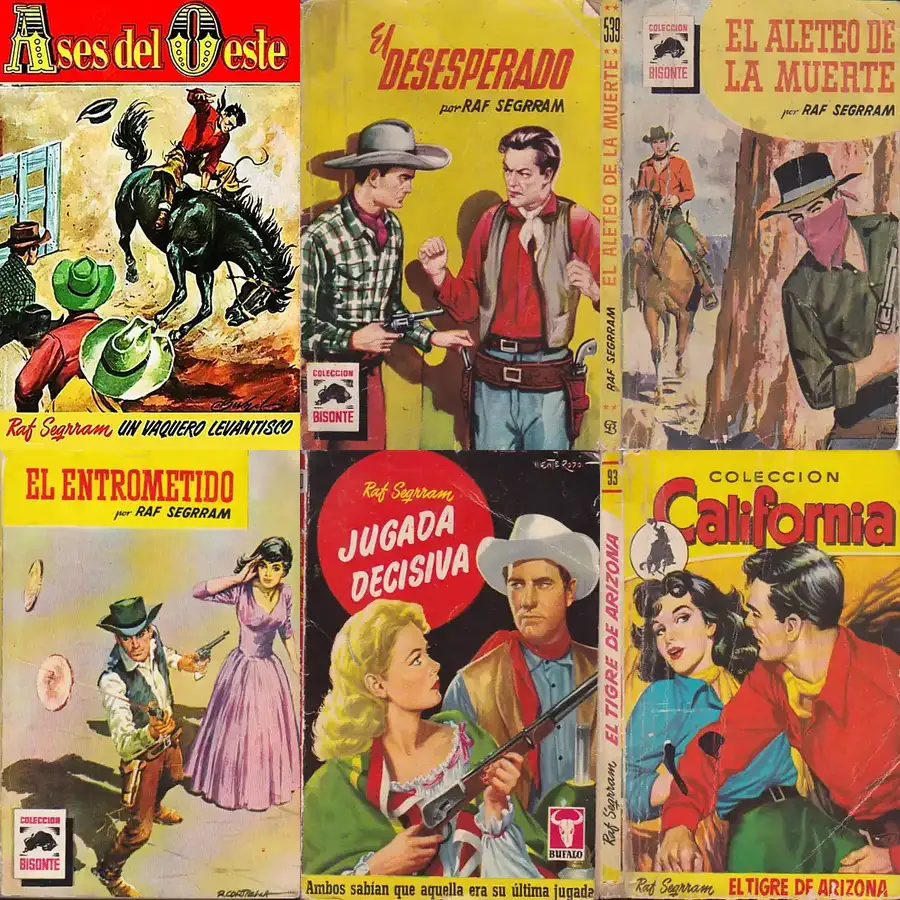 Ases del Oeste
Raf Segrram UN VAQUERO LEVANTISCO
El
DESESPERADO
por RAF SEGRRAM
COLECCION
BISONTE
539
EL ALETEO DE LA MUERTE
RAF SEGRRAM
COLECCION
BISONTE
EL ALETEO DE
LA MUERTE
por RAF SEGRRAM
EL ENTROMETIDO
por RAF SEGRRAM
COLECCION
BISONTE
Raf Segrram
JUGADA
DECISIVA
BUFALO
Ambos sabían que aquella era su última jugada
93
EL TIGRE DE ARIZONA
Raf Segrram
COLECCION
California
Raf Segrram EL TIGRE DE ARIZONA